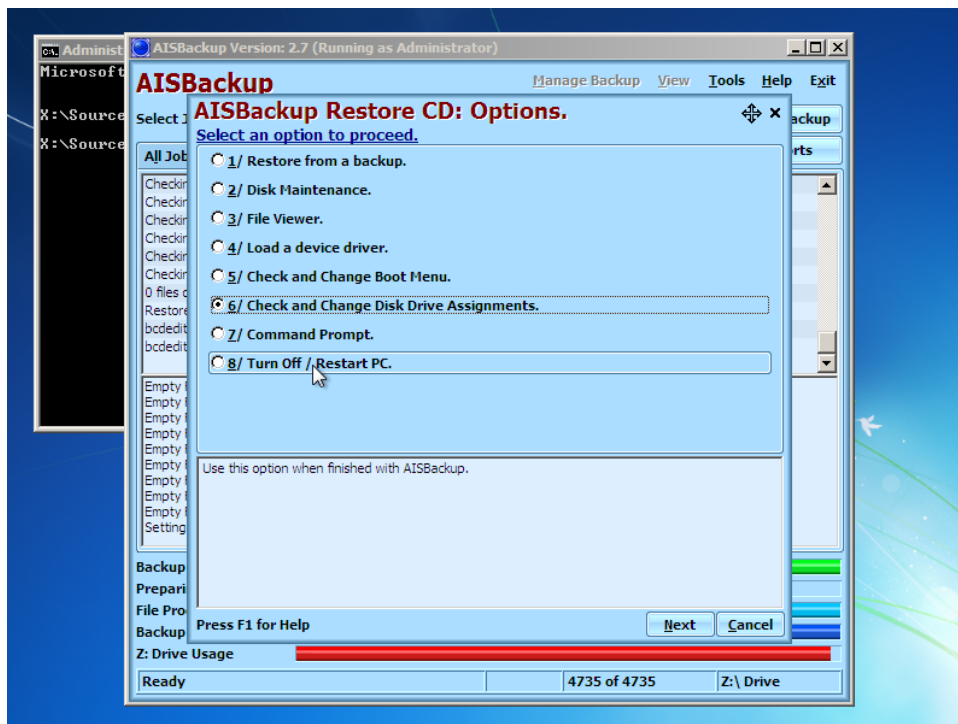 Administ
AISBackup Version: 2.7 (Running as Administrator)
Microsoft
AISBackup
Manage Backup View Tools Help Exit
X:\Source
Select
ackup
X:\Source
All Job
rts
AISBackup Restore CD: Options.
Select an option to proceed.
1/ Restore from a backup.
2/ Disk Maintenance.
3/ File Viewer.
4/ Load a device driver.
5/ Check and Change Boot Menu.
6/ Check and Change Disk Drive Assignments.
7/ Command Prompt.
8/ Turn Off / Restart PC.
Checkin
Checkin
Checkin
Checkin
Checkin
Checkin
0 files
Restore
bcdedit
bcdedit
Empty
Empty
Empty
Empty
Empty
Empty
Empty
Empty
Empty
Setting
Use this option when finished with AISBackup.
Press F1 for Help
Next Cancel
Backup
Prepari
File Pro
Backup
Z: Drive Usage
Ready 4735 of 4735 Z:\ Drive